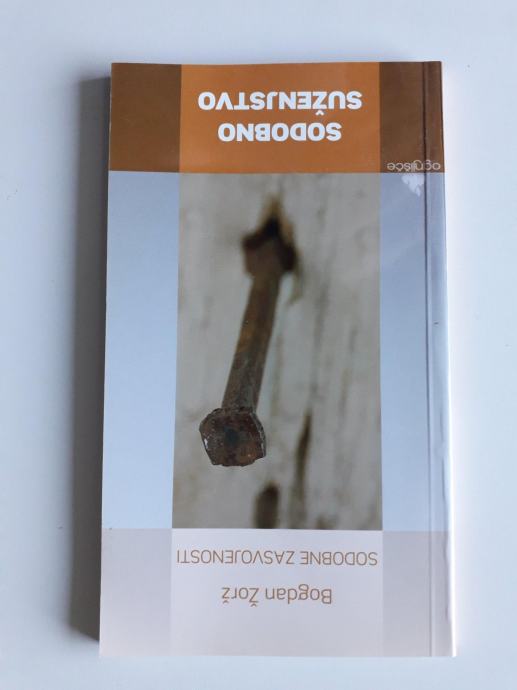 Bogdan Žorž
SODOBNE ZASVOJENOSTI
ognjišče
SODOBNO
SUŽENJSTVO